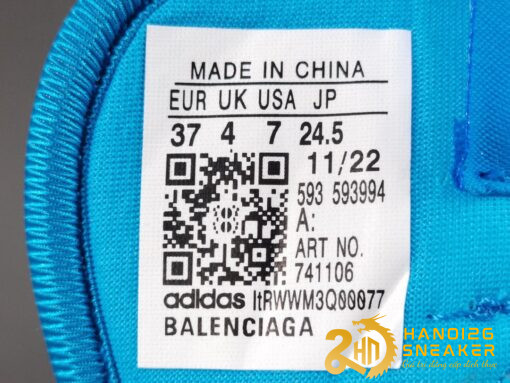 MADE IN CHINA
EUR UK USA JP
37 4 7 24.5
11/22
593 593994
A:
ART NO.
741106
adidas ltRWWM3Q00077
BALENCIAGA
HANOI26
SNEAKER